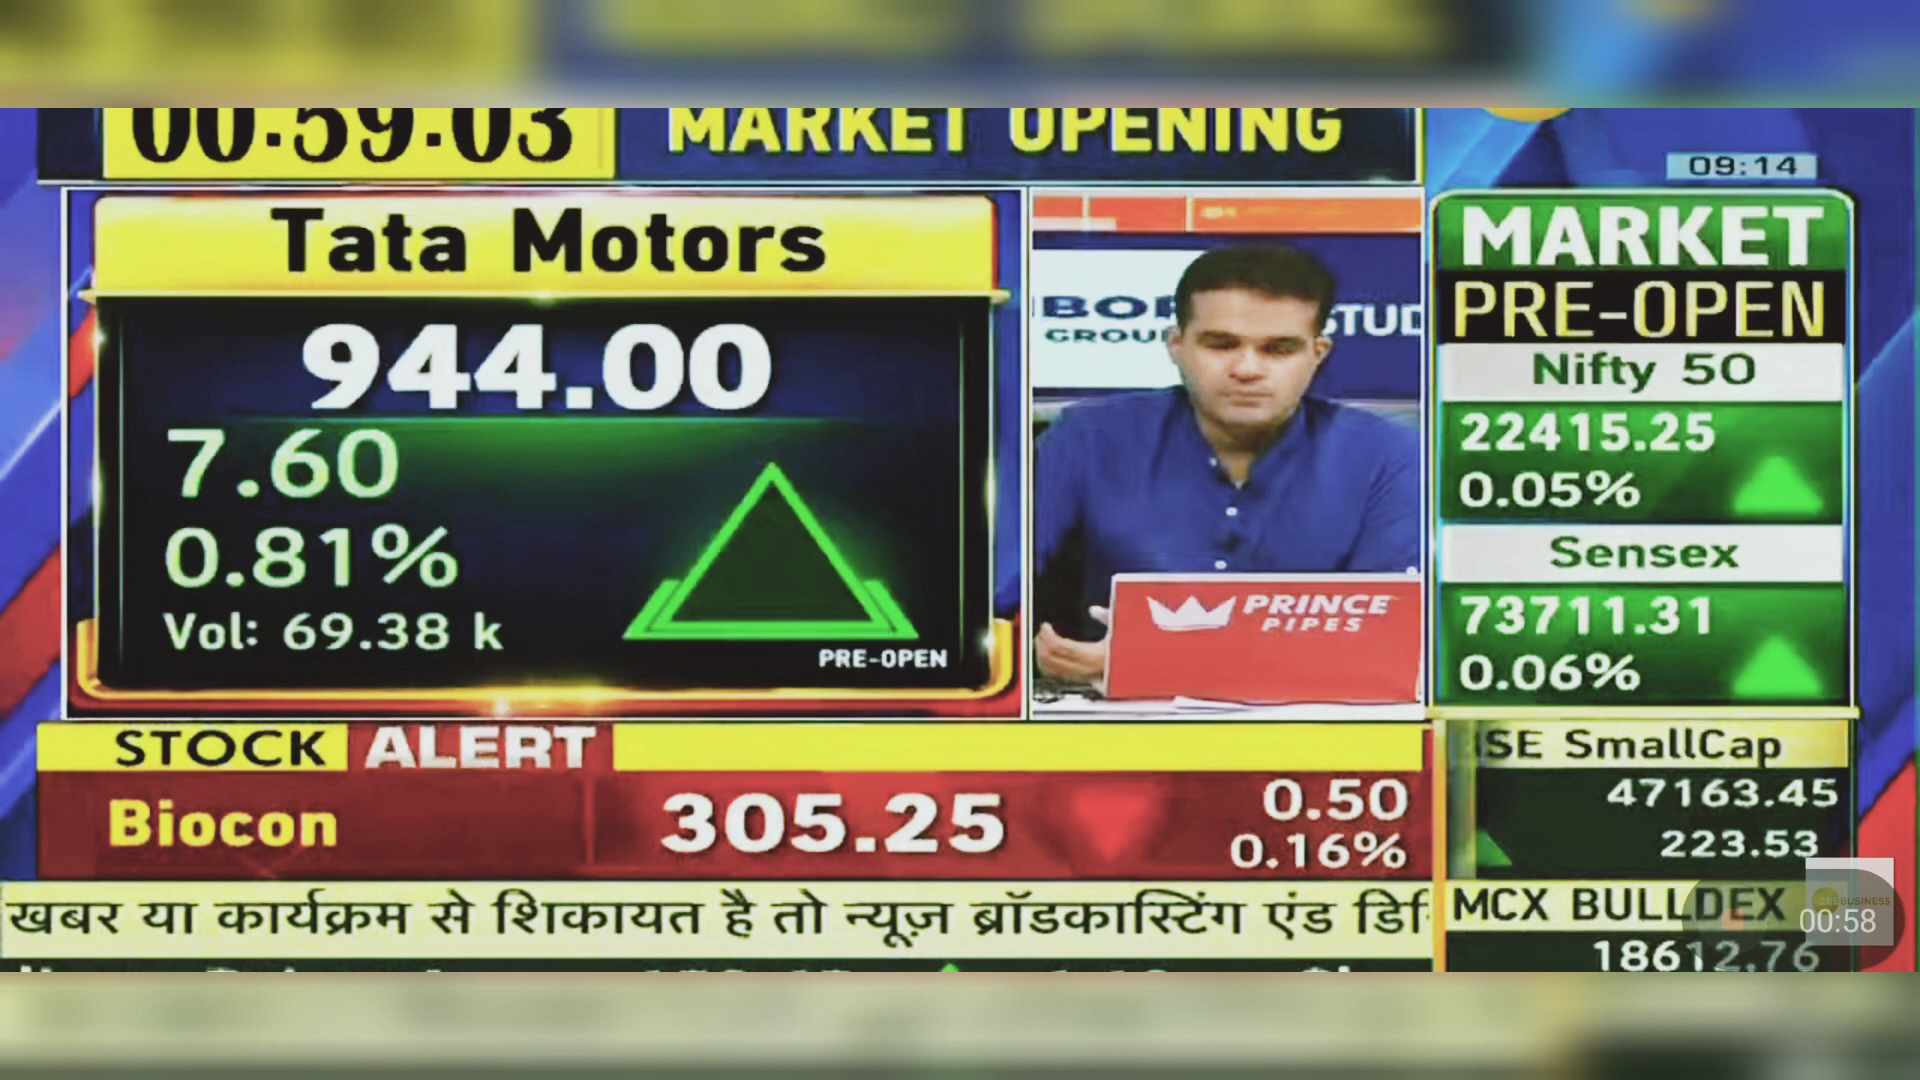 00:59:03 MARKET OPENING
09:14
Tata Motors
944.00
7.60
0.81%
Vol: 69.38 k
PRE-OPEN
GROUP
PRINCE
PIPES
MARKET
PRE-OPEN
Nifty 50
22415.25
0.05%
Sensex
73711.31
0.06%
STOCK ALERT
Biocon 305.25 0.50
0.16%
BSE SmallCap
47163.45
223.53
खबर या कार्यक्रम से शिकायत है तो न्यूज़ ब्रॉडकास्टिंग एंड
MCX BULLDEX
18612.76
ZEEBUSINESS
00:58